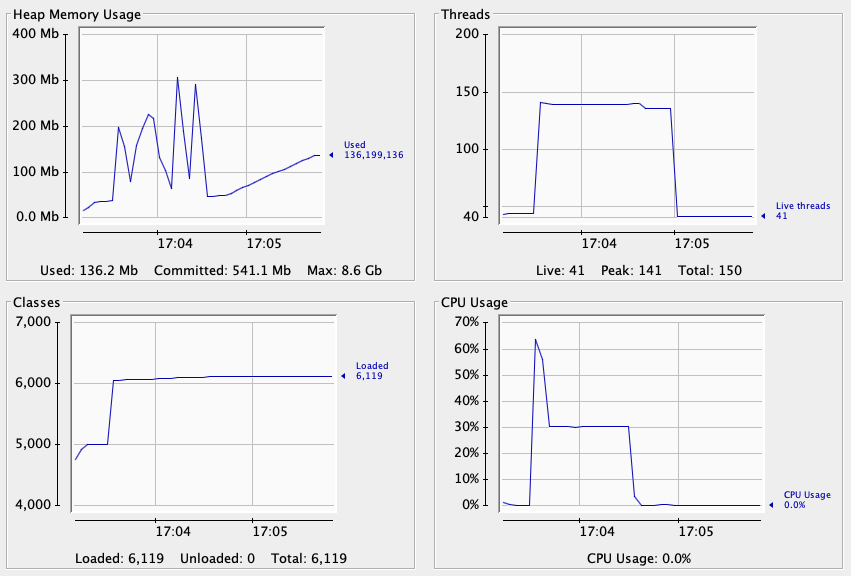 Heap Memory Usage
400 Mb
300 Mb
200 Mb
100 Mb
0.0 Mb
Used
136,199,136
17:04
17:05
Used: 136.2 Mb Committed: 541.1 Mb Max: 8.6 Gb
Threads
200
150
100
40
Live threads
41
17:04
17:05
Live: 41 Peak: 141 Total: 150
Classes
7,000
6,000
5,000
4,000
Loaded
6,119
17:04
17:05
Loaded: 6,119 Unloaded: 0 Total: 6,119
CPU Usage
70%
60%
50%
40%
30%
20%
10%
0%
CPU Usage
0.0%
17:04
17:05
CPU Usage: 0.0%